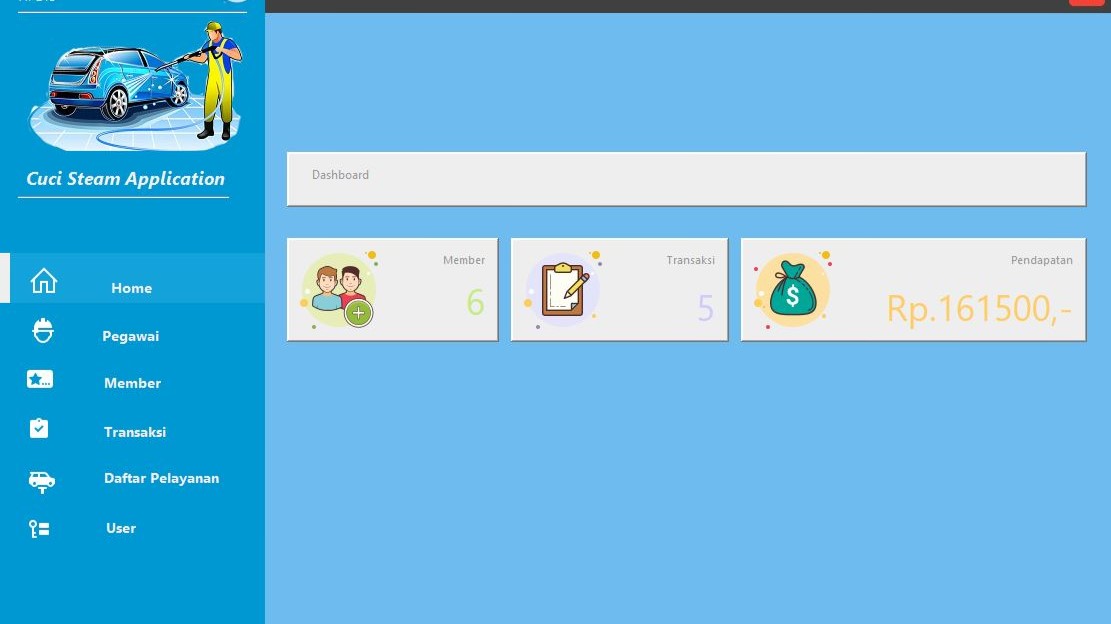 Cuci Steam Application
Home
Pegawai
Member
Transaksi
Daftar Pelayanan
User
Dashboard
Member
6
Transaksi
5
Pendapatan
Rp.161500,-